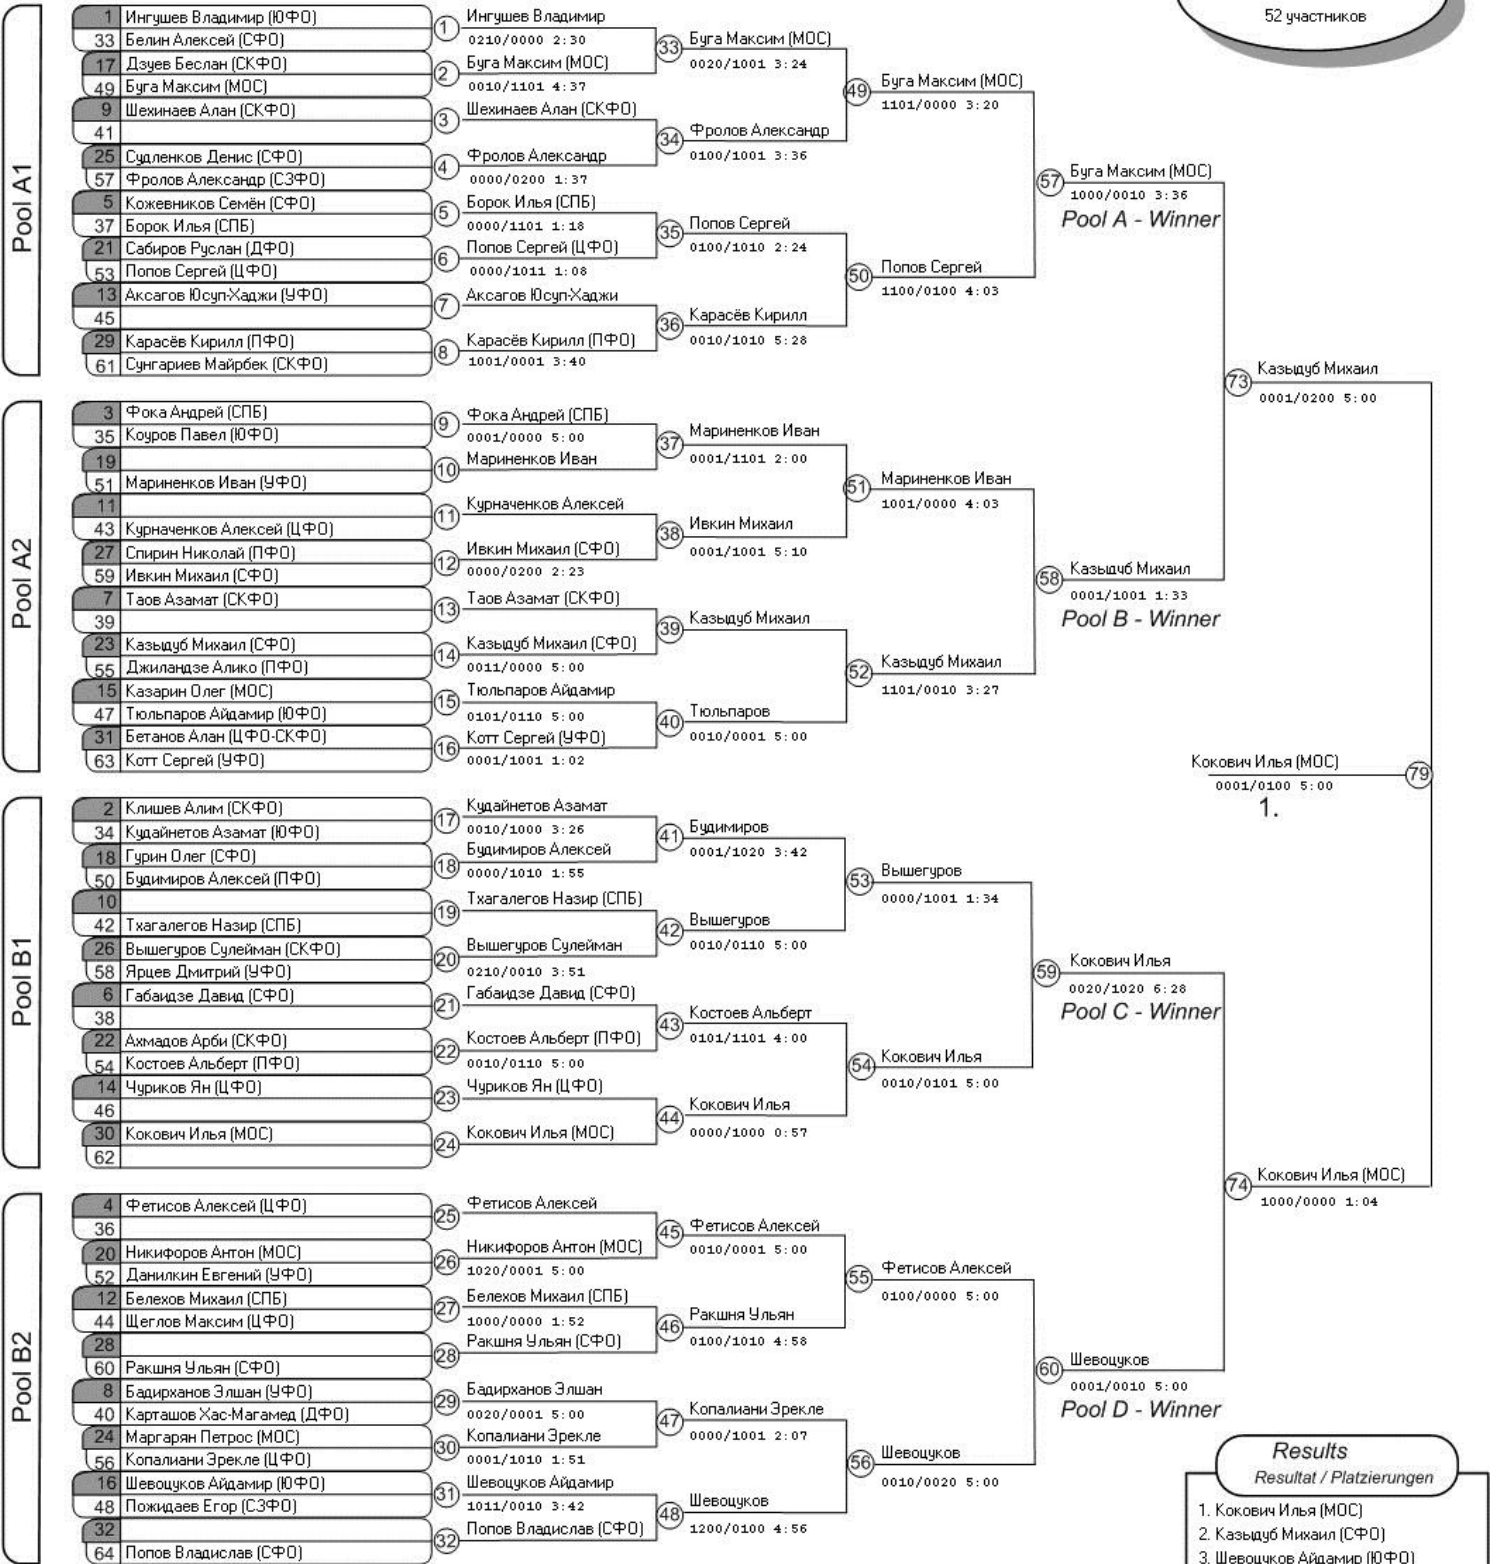 52 участников
Pool A1
1 Ингушев Владимир (ЮФО)
33 Белин Алексей (СФО)
17 Дзуев Беслан (СКФО)
49 Буга Максим (МОС)
9 Шехинаев Алан (СКФО)
41
25 Судленков Денис (СФО)
57 Фролов Александр (СЗФО)
5 Кожевников Семён (СФО)
37 Борок Илья (СПБ)
21 Сабиров Руслан (ДФО)
53 Попов Сергей (ЦФО)
13 Аксагов Юсуп-Хаджи (УФО)
45
29 Карасёв Кирилл (ПФО)
61 Сунгариев Майрбек (СКФО)
1 Ингушев Владимир
0210/0000 2:30
2 Буга Максим (МОС)
0010/1101 4:37
3 Шехинаев Алан (СКФО)
4 Фролов Александр
0000/0200 1:37
5 Борок Илья (СПБ)
0000/1101 1:18
6 Попов Сергей (ЦФО)
0000/1011 1:08
7 Аксагов Юсуп-Хаджи
8 Карасёв Кирилл (ПФО)
1001/0001 3:40
33 Буга Максим (МОС)
0020/1001 3:24
34 Фролов Александр
0100/1001 3:36
35 Попов Сергей
0100/1010 2:24
36 Карасёв Кирилл
0010/1010 5:28
49 Буга Максим (МОС)
1101/0000 3:20
50 Попов Сергей
1100/0100 4:03
57 Буга Максим (МОС)
1000/0010 3:36
Pool A - Winner
Pool A2
3 Фока Андрей (СПБ)
35 Коуров Павел (ЮФО)
19
51 Мариненков Иван (УФО)
11
43 Курначенков Алексей (ЦФО)
27 Спирин Николай (ПФО)
59 Ивкин Михаил (СФО)
7 Таов Азамат (СКФО)
39
23 Казыдуб Михаил (СФО)
55 Джиландзе Алико (ПФО)
15 Казарин Олег (МОС)
47 Тюльпаров Айдамир (ЮФО)
31 Бетанов Алан (ЦФО-СКФО)
63 Котт Сергей (УФО)
9 Фока Андрей (СПБ)
0001/0000 5:00
10 Мариненков Иван
11 Курначенков Алексей
12 Ивкин Михаил (СФО)
0000/0200 2:23
13 Таов Азамат (СКФО)
14 Казыдуб Михаил (СФО)
0011/0000 5:00
15 Тюльпаров Айдамир
0101/0110 5:00
16 Котт Сергей (УФО)
0001/1001 1:02
37 Мариненков Иван
0001/1101 2:00
38 Ивкин Михаил
0001/1001 5:10
39 Казыдуб Михаил
40 Тюльпаров
0010/0001 5:00
51 Мариненков Иван
1001/0000 4:03
52 Казыдуб Михаил
1101/0010 3:27
58 Казыдуб Михаил
0001/1001 1:33
Pool B - Winner
73 Казыдуб Михаил
0001/0200 5:00
Кокович Илья (МОС) 79
0001/0100 5:00
1.
Pool B1
2 Клишев Алим (СКФО)
34 Кудайнетов Азамат (ЮФО)
18 Гурин Олег (СФО)
50 Будимиров Алексей (ПФО)
10
42 Тхагалегов Назир (СПБ)
26 Вышегуров Сулейман (СКФО)
58 Ярцев Дмитрий (УФО)
6 Габаидзе Давид (СФО)
38
22 Ахмадов Арби (СКФО)
54 Костоев Альберт (ПФО)
14 Чуриков Ян (ЦФО)
46
30 Кокович Илья (МОС)
62
17 Кудайнетов Азамат
0010/1000 3:26
18 Будимиров Алексей
0000/1010 1:55
19 Тхагалегов Назир (СПБ)
20 Вышегуров Сулейман
0210/0010 3:51
21 Габаидзе Давид (СФО)
22 Костоев Альберт (ПФО)
0010/0110 5:00
23 Чуриков Ян (ЦФО)
24 Кокович Илья (МОС)
41 Будимиров
0001/1020 3:42
42 Вышегуров
0010/0110 5:00
43 Костоев Альберт
0101/1101 4:00
44 Кокович Илья
0000/1000 0:57
53 Вышегуров
0000/1001 1:34
54 Кокович Илья
0010/0101 5:00
59 Кокович Илья
0020/1020 6:28
Pool C - Winner
74 Кокович Илья (МОС)
1000/0000 1:04
Pool B2
4 Фетисов Алексей (ЦФО)
36
20 Никифоров Антон (МОС)
52 Данилкин Евгений (УФО)
12 Белехов Михаил (СПБ)
44 Щеглов Максим (ЦФО)
28
60 Ракшня Ульян (СФО)
8 Бадирханов Элшан (УФО)
40 Карташов Хас-Магамед (ДФО)
24 Маргарян Петрос (МОС)
56 Копалиани Эрекле (ЦФО)
16 Шевоцуков Айдамир (ЮФО)
48 Пожидаев Егор (СЗФО)
32
64 Попов Владислав (СФО)
25 Фетисов Алексей
26 Никифоров Антон (МОС)
1020/0001 5:00
27 Белехов Михаил (СПБ)
1000/0000 1:52
28 Ракшня Ульян (СФО)
29 Бадирханов Элшан
0020/0001 5:00
30 Копалиани Эрекле
0001/1010 1:51
31 Шевоцуков Айдамир
1011/0010 3:42
32 Попов Владислав (СФО)
45 Фетисов Алексей
0010/0001 5:00
46 Ракшня Ульян
0100/1010 4:58
47 Копалиани Эрекле
0000/1001 2:07
48 Шевоцуков
1200/0100 4:56
55 Фетисов Алексей
0100/0000 5:00
56 Шевоцуков
0010/0020 5:00
60 Шевоцуков
0001/0010 5:00
Pool D - Winner
Results
Resultat / Platzierungen
1. Кокович Илья (МОС)
2. Казыдуб Михаил (СФО)
3. Шевоцуков Айдамир (ЮФО)